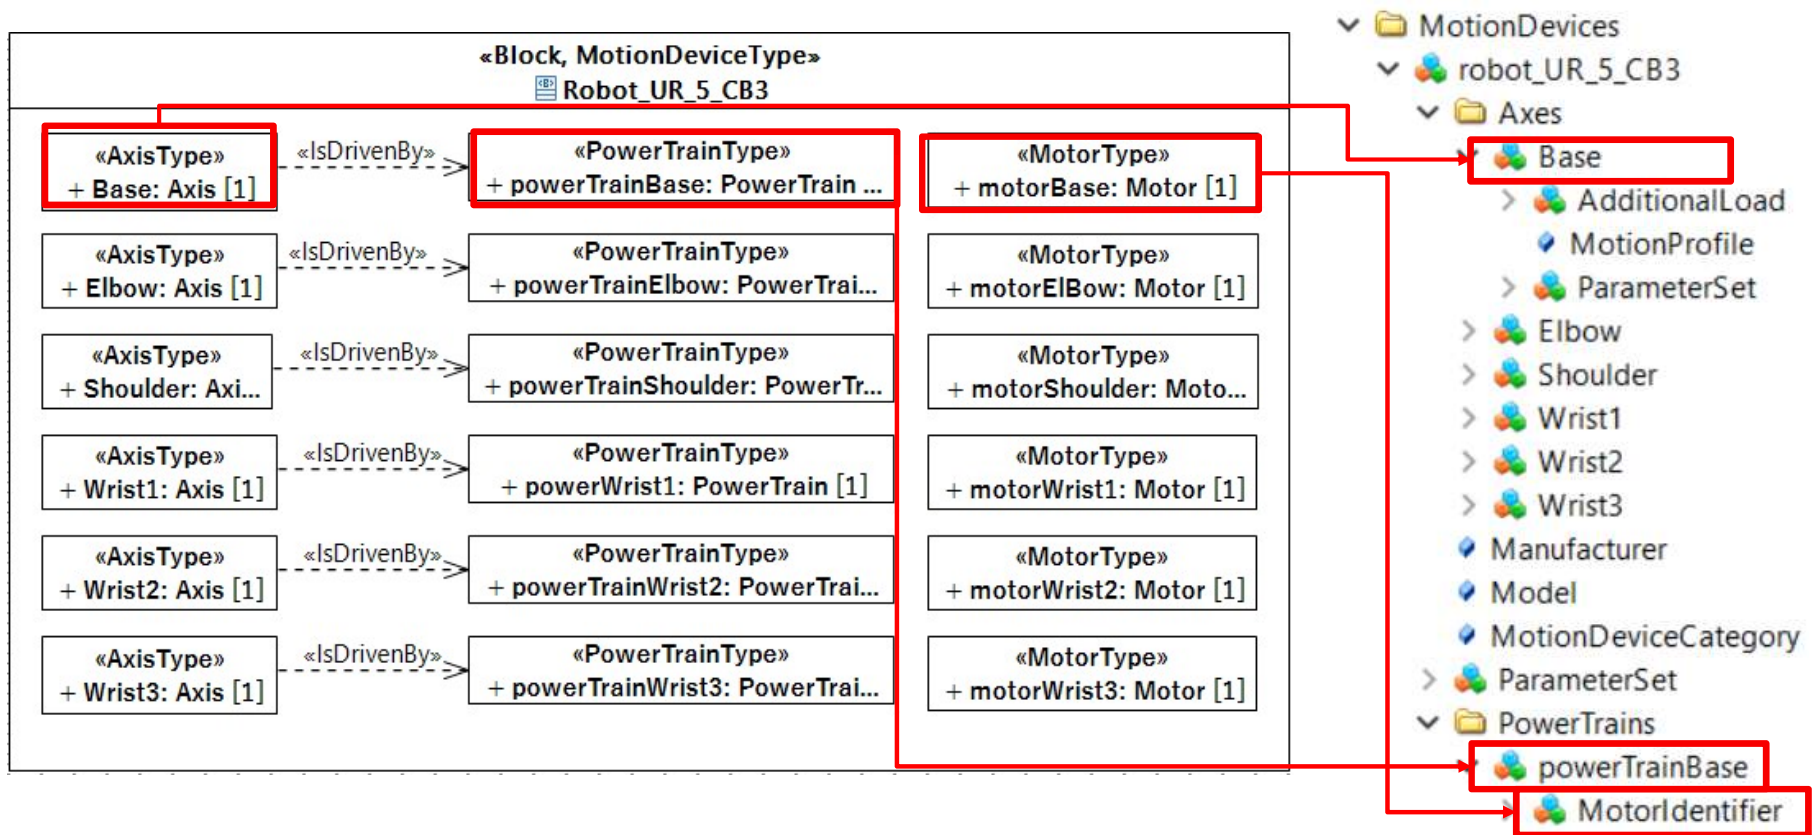 «Block, MotionDeviceType»
Robot_UR_5_CB3
«AxisType»
+ Base: Axis [1]
«IsDrivenBy»
«PowerTrainType»
+ powerTrainBase: PowerTrain ...
«MotorType»
+ motorBase: Motor [1]
«AxisType»
+ Elbow: Axis [1]
«IsDrivenBy»
«PowerTrainType»
+ powerTrainElbow: PowerTrai...
«MotorType»
+ motorElBow: Motor [1]
«AxisType»
+ Shoulder: Axi...
«IsDrivenBy»
«PowerTrainType»
+ powerTrainShoulder: PowerTr...
«MotorType»
+ motorShoulder: Moto...
«AxisType»
+ Wrist1: Axis [1]
«IsDrivenBy»
«PowerTrainType»
+ powerWrist1: PowerTrain [1]
«MotorType»
+ motorWrist1: Motor [1]
«AxisType»
+ Wrist2: Axis [1]
«IsDrivenBy»
«PowerTrainType»
+ powerTrainWrist2: PowerTrai...
«MotorType»
+ motorWrist2: Motor [1]
«AxisType»
+ Wrist3: Axis [1]
«IsDrivenBy»
«PowerTrainType»
+ powerTrainWrist3: PowerTrai...
«MotorType»
+ motorWrist3: Motor [1]
MotionDevices
robot_UR_5_CB3
Axes
Base
AdditionalLoad
MotionProfile
ParameterSet
Elbow
Shoulder
Wrist1
Wrist2
Wrist3
Manufacturer
Model
MotionDeviceCategory
ParameterSet
PowerTrains
powerTrainBase
MotorIdentifier